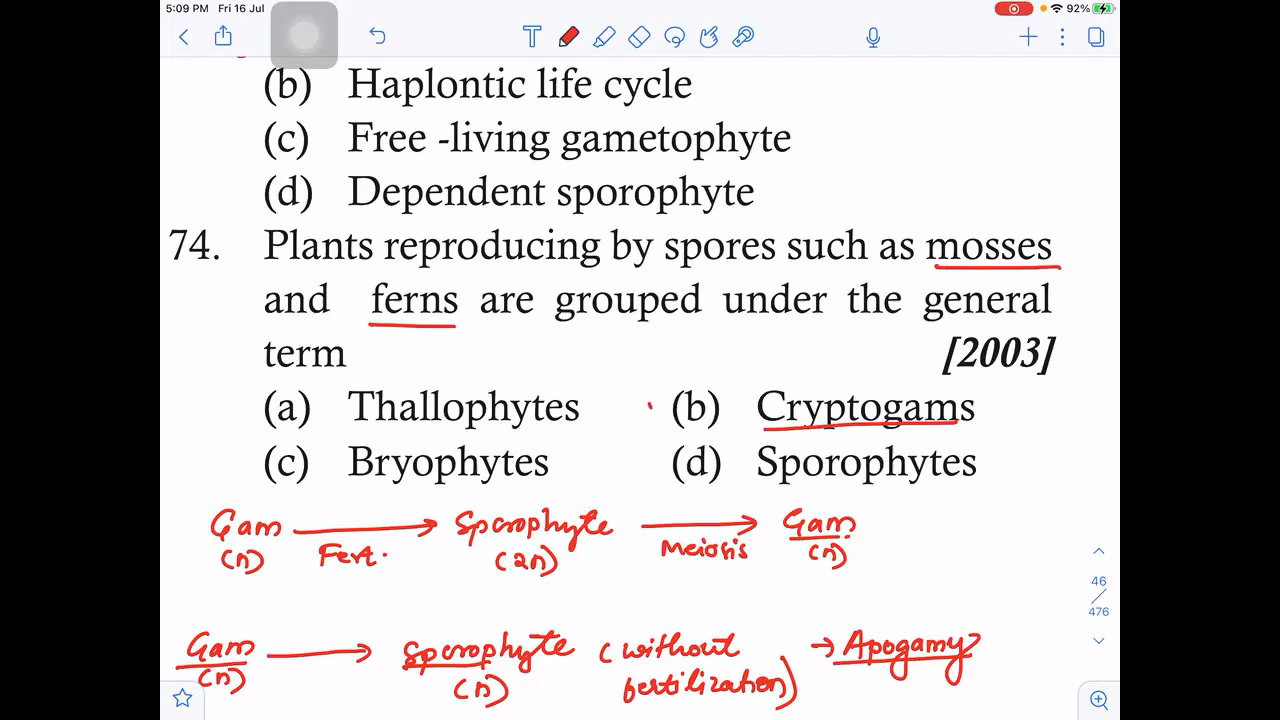 5:09 PM Fri 16 Jul
92%
(b) Haplontic life cycle
(c) Free -living gametophyte
(d) Dependent sporophyte
74. Plants reproducing by spores such as mosses
and ferns are grouped under the general
term [2003]
(a) Thallophytes (b) Cryptogams
(c) Bryophytes (d) Sporophytes
Gam → Sporophyte → Gam
(n) Fert. (2n) Meiosis (n)
46
476
Gam → Sporophyte (without → Apogamy
(n) (n) fertilization)